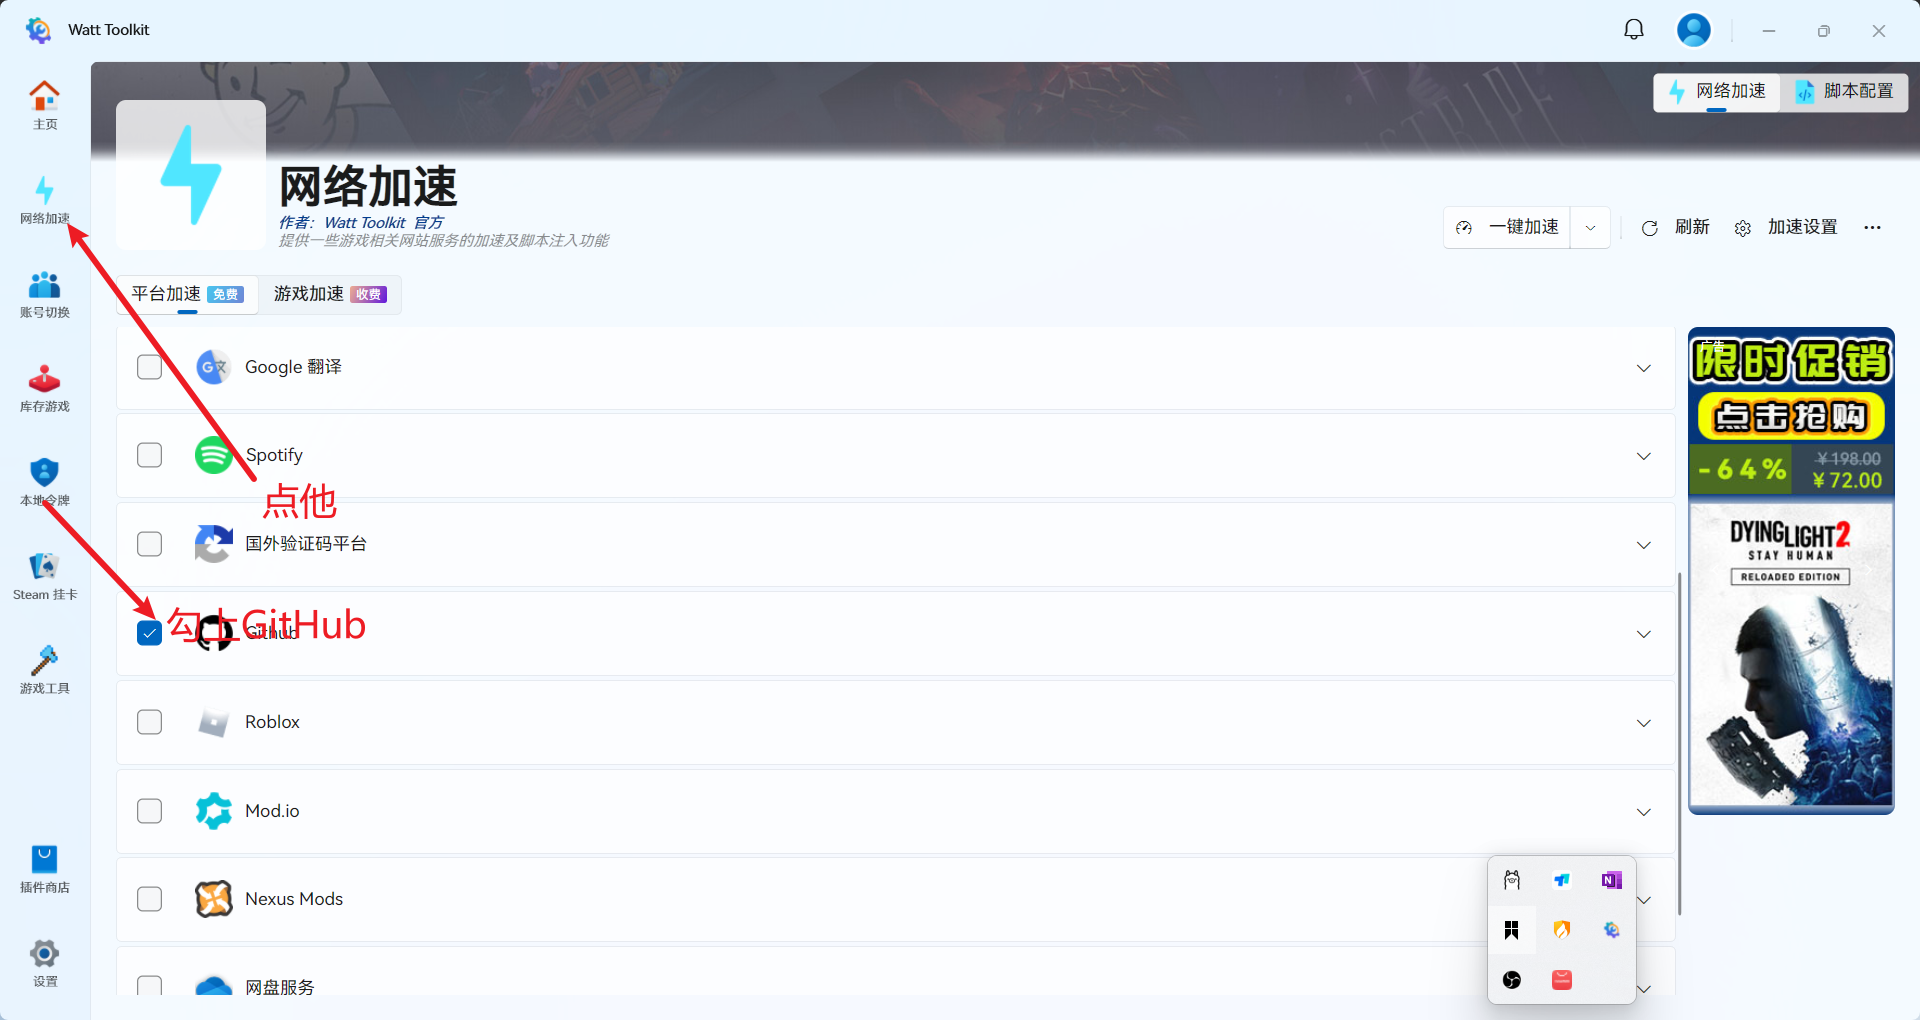 Watt Toolkit
主页
网络加速
账号切换
库存游戏
本地令牌
Steam 挂卡
游戏工具
插件商店
设置
网络加速
脚本配置
网络加速
作者： Watt Toolkit 官方
提供一些游戏相关网站服务的加速及脚本注入功能
一键加速
刷新
加速设置
平台加速 免费
游戏加速 收费
Google 翻译
Spotify
点他
国外验证码平台
勾上GitHub
Github
Roblox
Mod.io
Nexus Mods
网盘服务
广告
限时促销
点击抢购
-64%
¥198.00
¥72.00
DYING LIGHT 2
STAY HUMAN
RELOADED EDITION
STRIPE
N